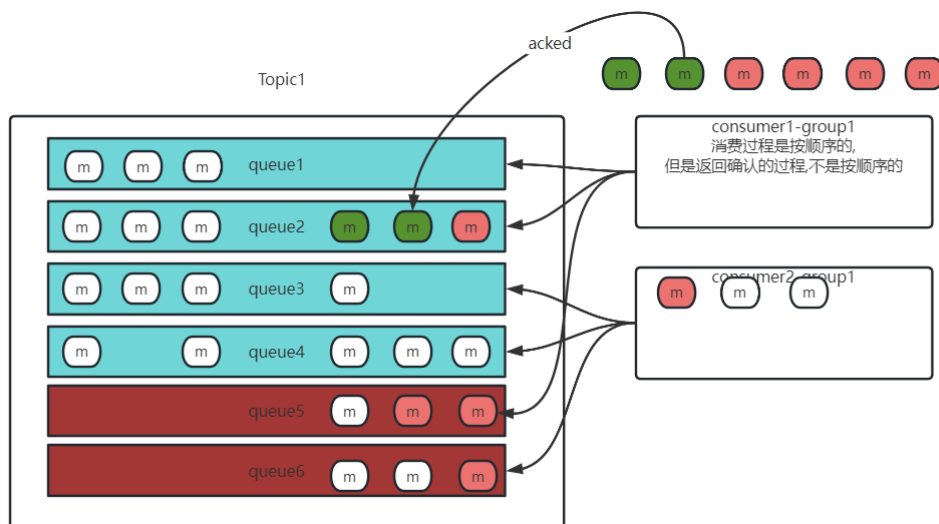 acked
m m m m m m
Topic1
consumer1-group1
消费过程是按顺序的,
但是返回确认的过程,不是按顺序的
m m m queue1
m m m queue2 m m m
m m m queue3 m
m m queue4 m m m
queue5 m m m
queue6 m m m
consumer2-group1
m m m